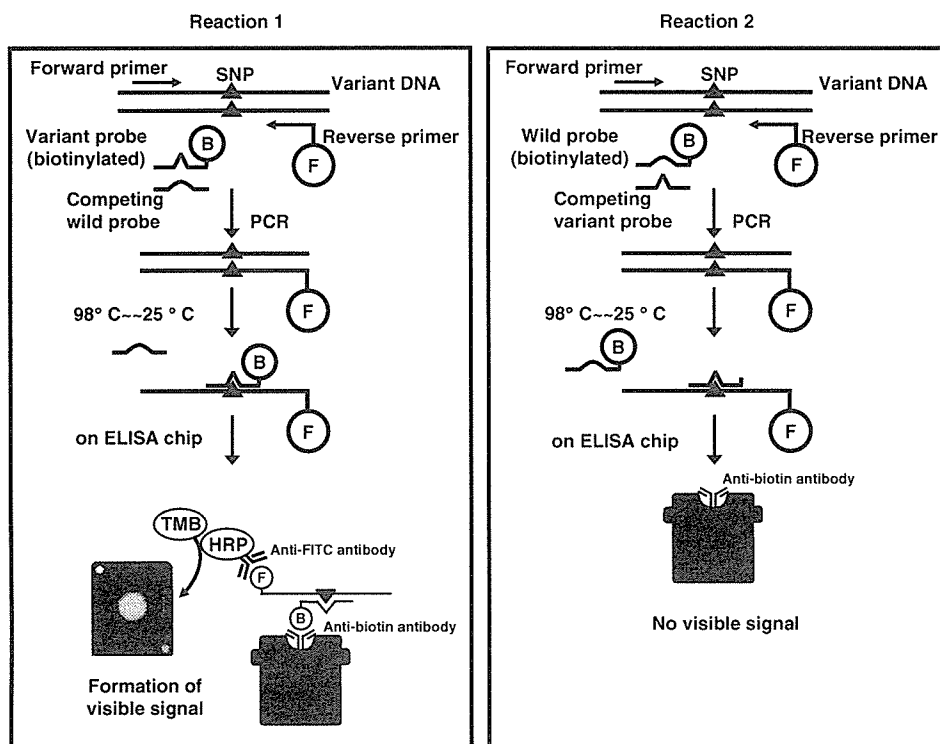 Reaction 1
Forward primer
SNP
Variant DNA
Variant probe
(biotinylated)
B
Reverse primer
F
Competing
wild probe
PCR
F
98° C~~25 ° C
B
F
on ELISA chip
TMB
HRP
Anti-FITC antibody
F
B
Anti-biotin antibody
Formation of
visible signal
Reaction 2
Forward primer
SNP
Variant DNA
Wild probe
(biotinylated)
B
Reverse primer
F
Competing
variant probe
PCR
F
98° C~~25 ° C
B
F
on ELISA chip
Anti-biotin antibody
No visible signal